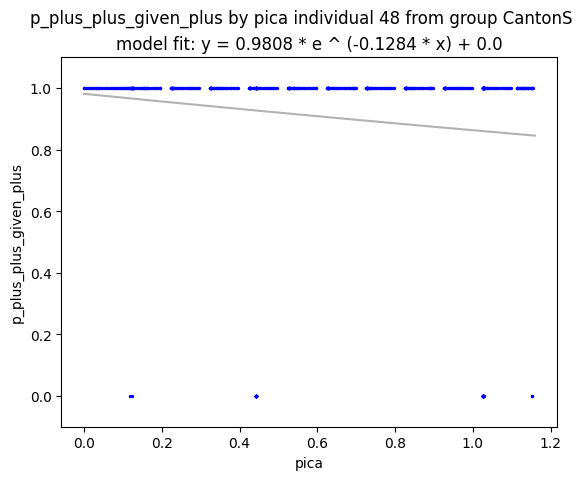 p_plus_plus_given_plus by pica individual 48 from group CantonS
model fit: y = 0.9808 * e ^ (-0.1284 * x) + 0.0
p_plus_plus_given_plus
1.0
0.8
0.6
0.4
0.2
0.0
0.0 0.2 0.4 0.6 0.8 1.0 1.2
pica